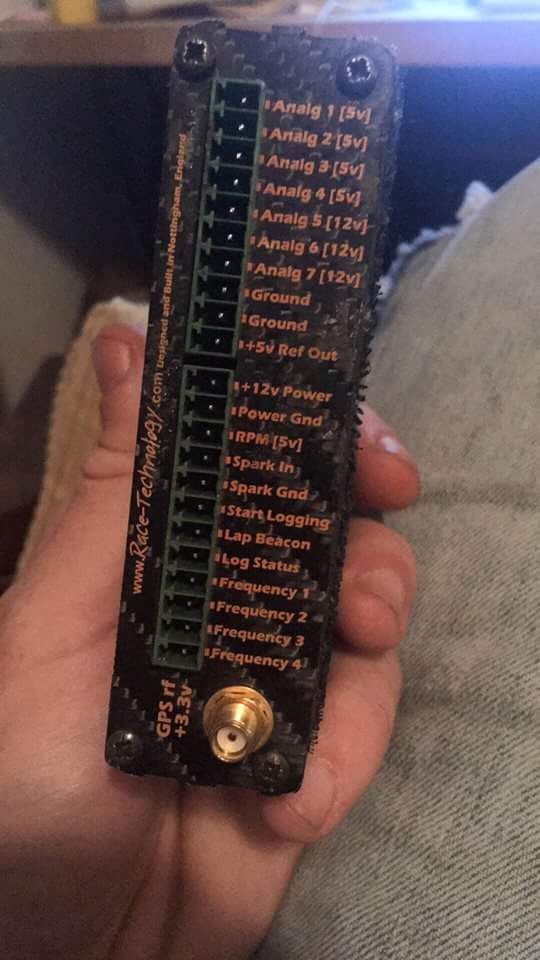 Analg 1 [5v]
Analg 2 [5v]
Analg 3 [5v]
Analg 4 [5v]
Analg 5 [12v]
Analg 6 [12v]
Analg 7 [12v]
Ground
Ground
+5v Ref Out
+12v Power
Power Gnd
RPM [5v]
Spark In
Spark Gnd
Start Logging
Lap Beacon
Log Status
Frequency 1
Frequency 2
Frequency 3
Frequency 4
www.Race-Technology.com Designed and Built in Nottingham, England
GPS rf
+3.3v